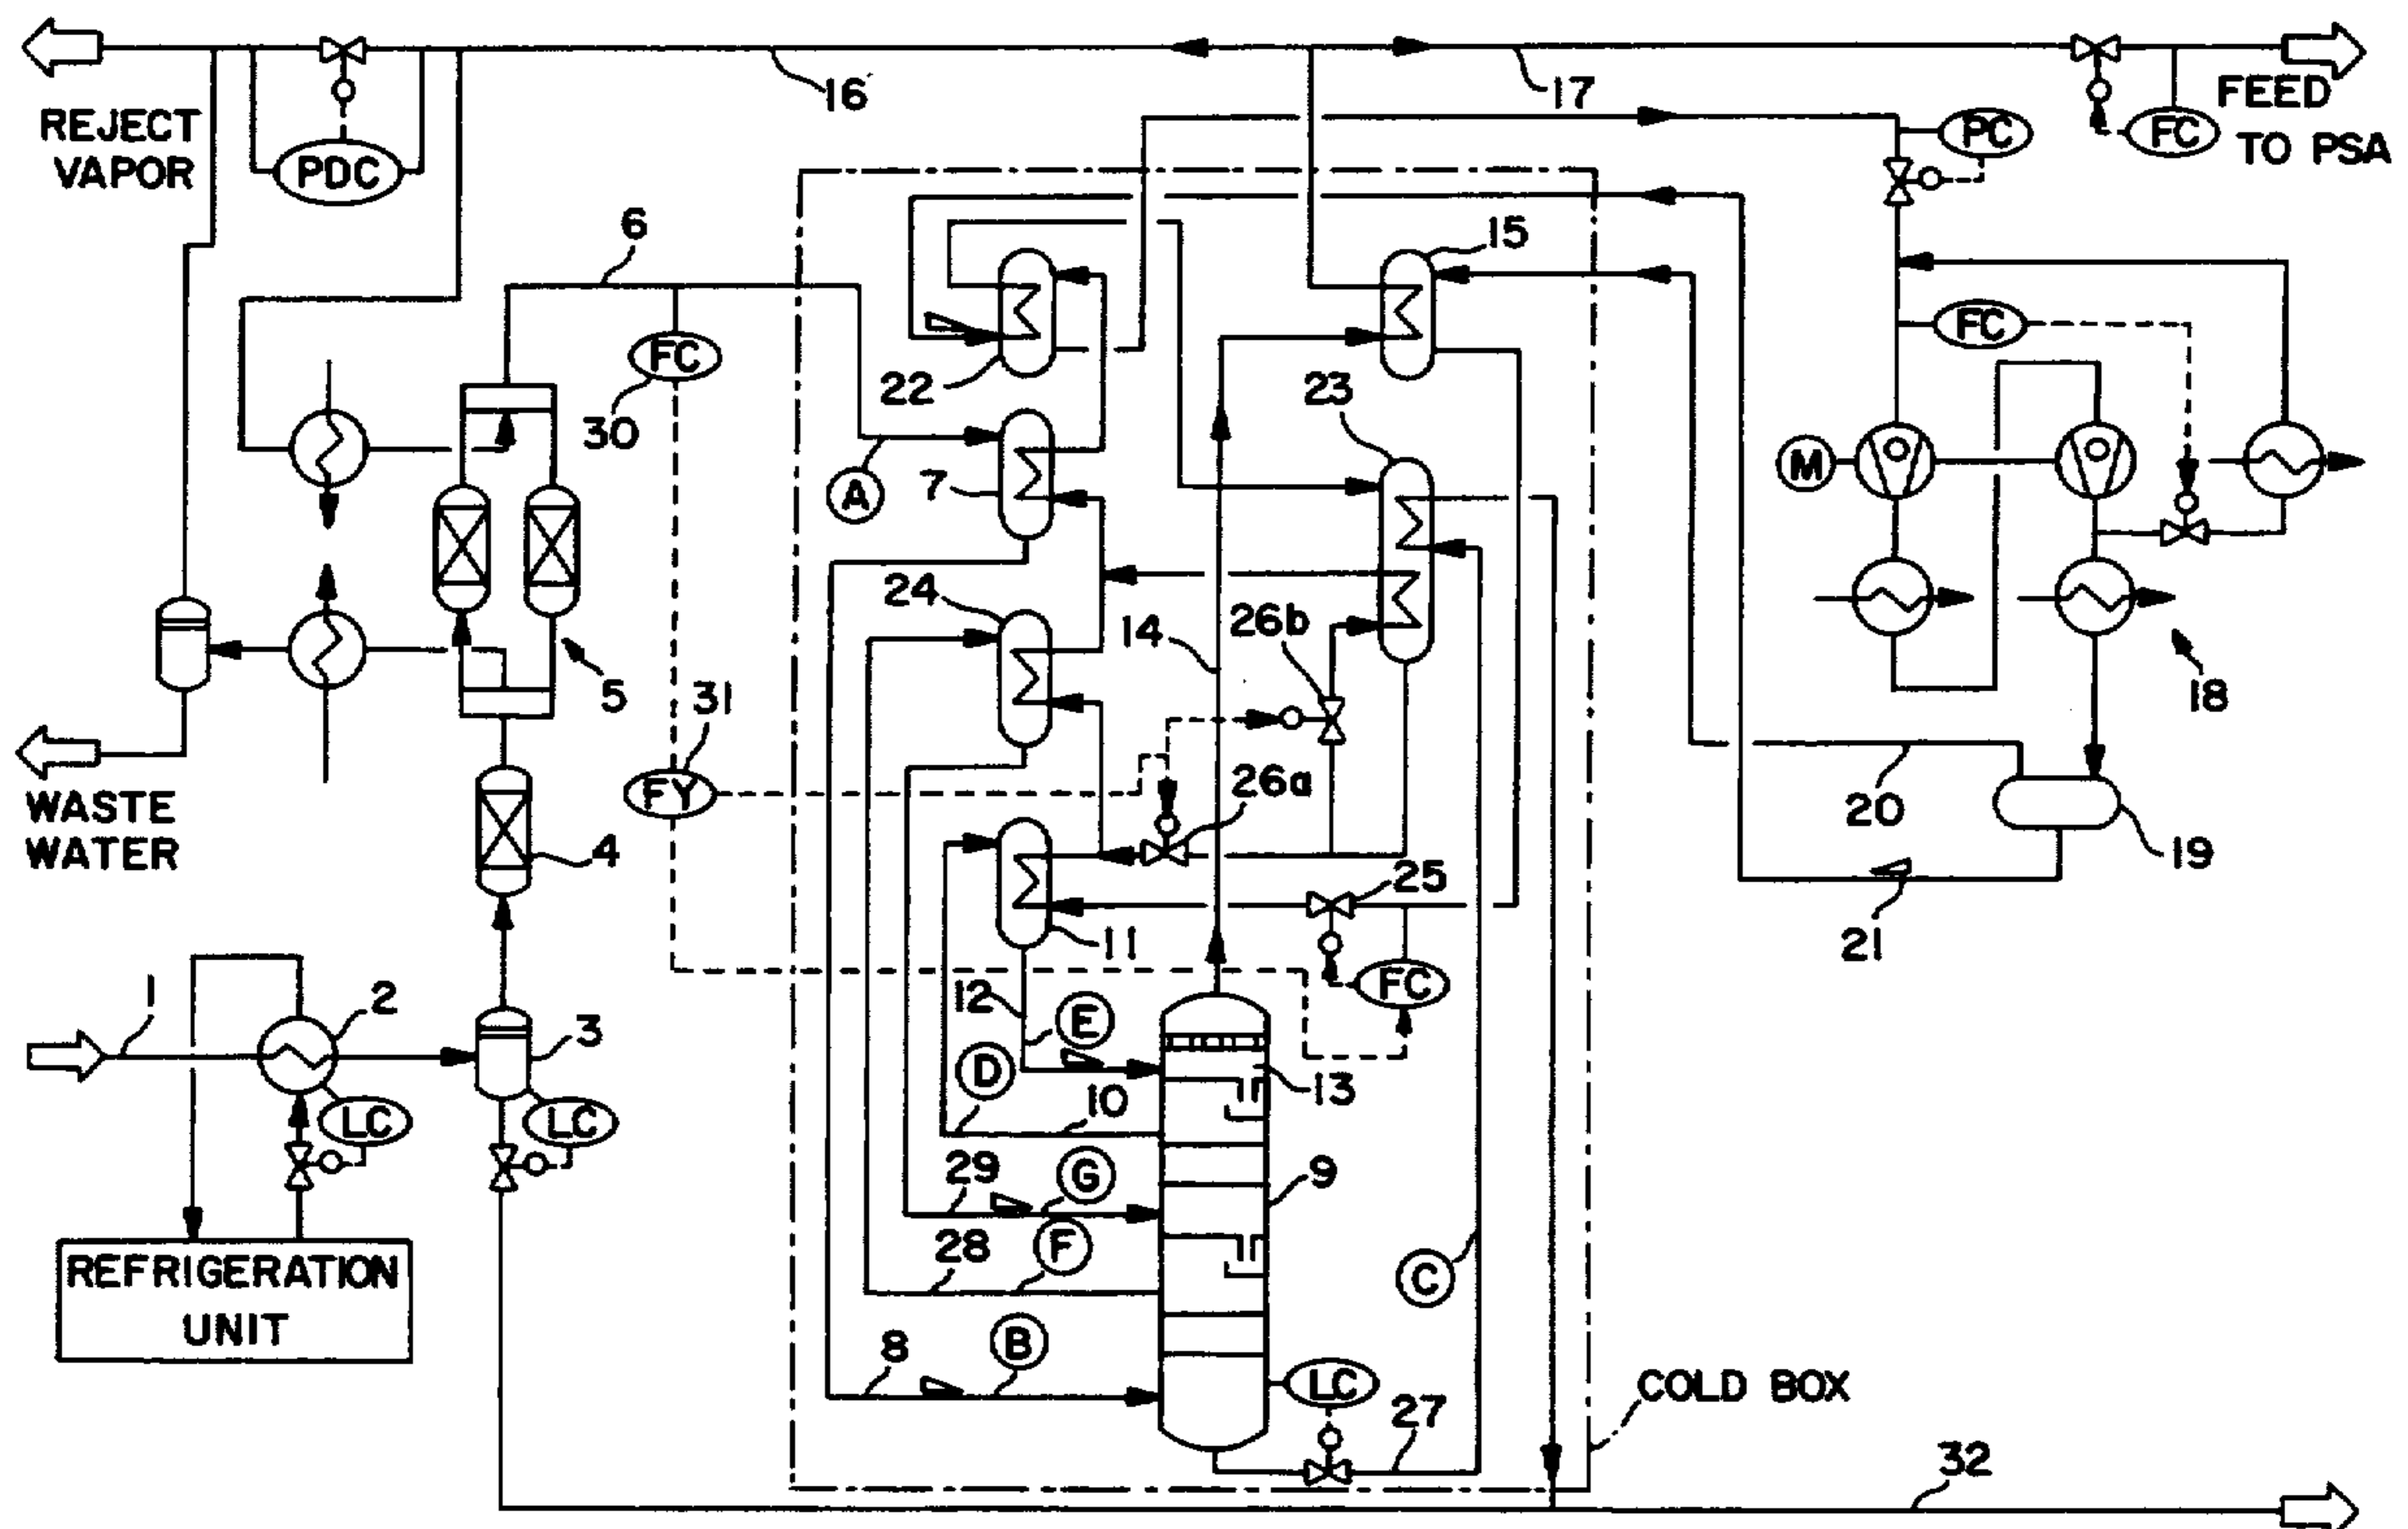 16
17
FEED
TO PSA
REJECT
VAPOR
PDC
FC
PC
6
15
FC
FC
22
23
30
A
7
M
24
26b
14
5
31
18
WASTE
WATER
FY
26a
20
19
4
25
21
11
1
2
12
E
FC
3
D
13
LC
LC
10
29
G
9
28
F
C
REFRIGERATION
UNIT
8
B
LC
27
COLD BOX
32